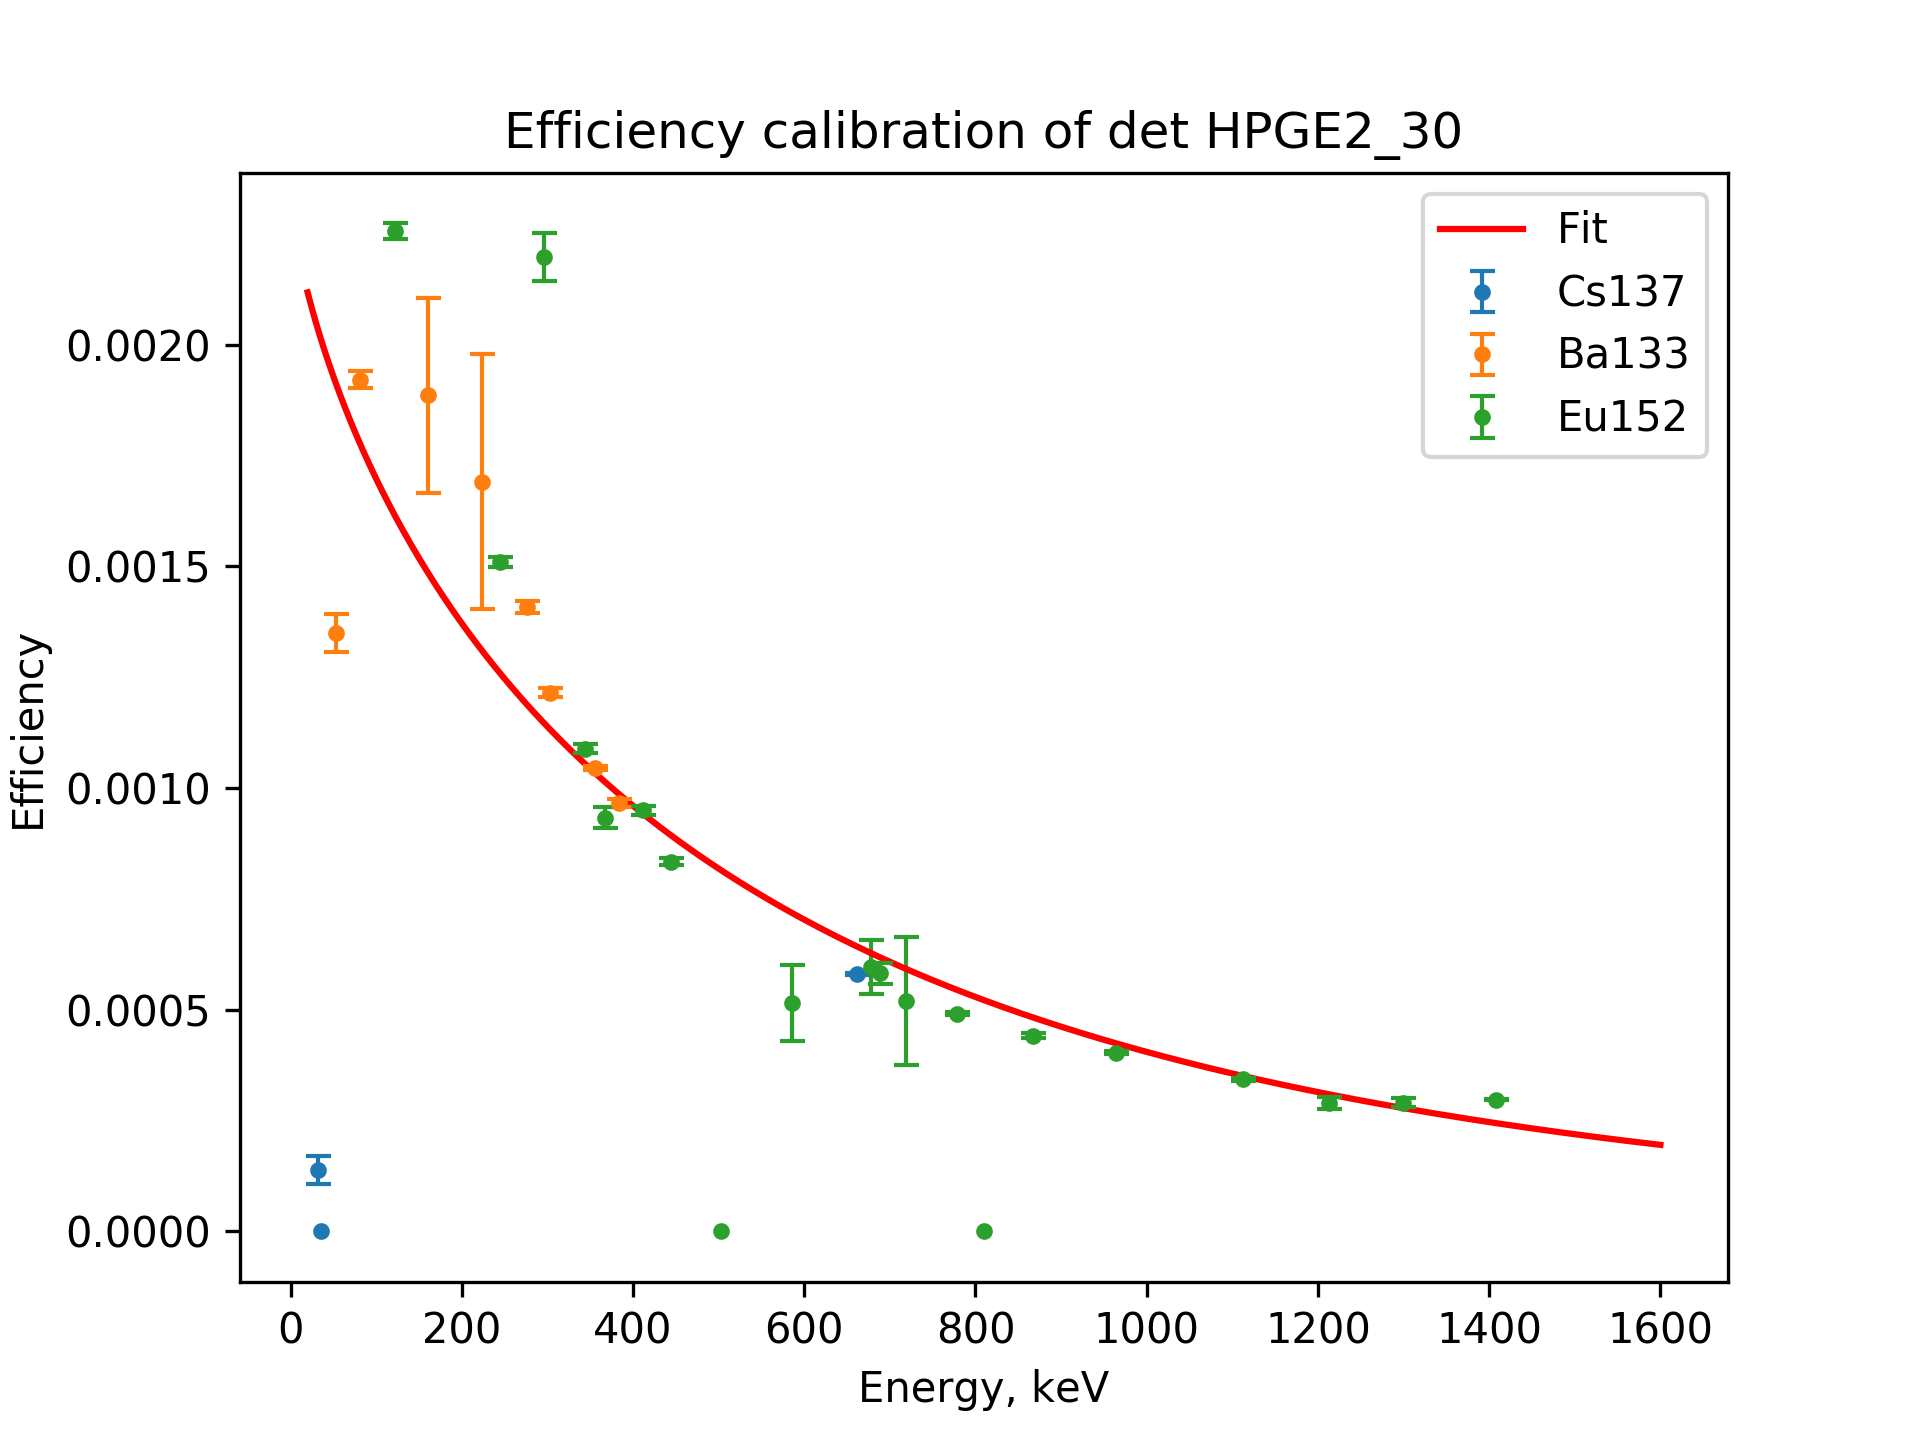 Efficiency calibration of det HPGE2_30
Fit
Cs137
Ba133
Eu152
Efficiency
0.0020
0.0015
0.0010
0.0005
0.0000
0 200 400 600 800 1000 1200 1400 1600
Energy, keV